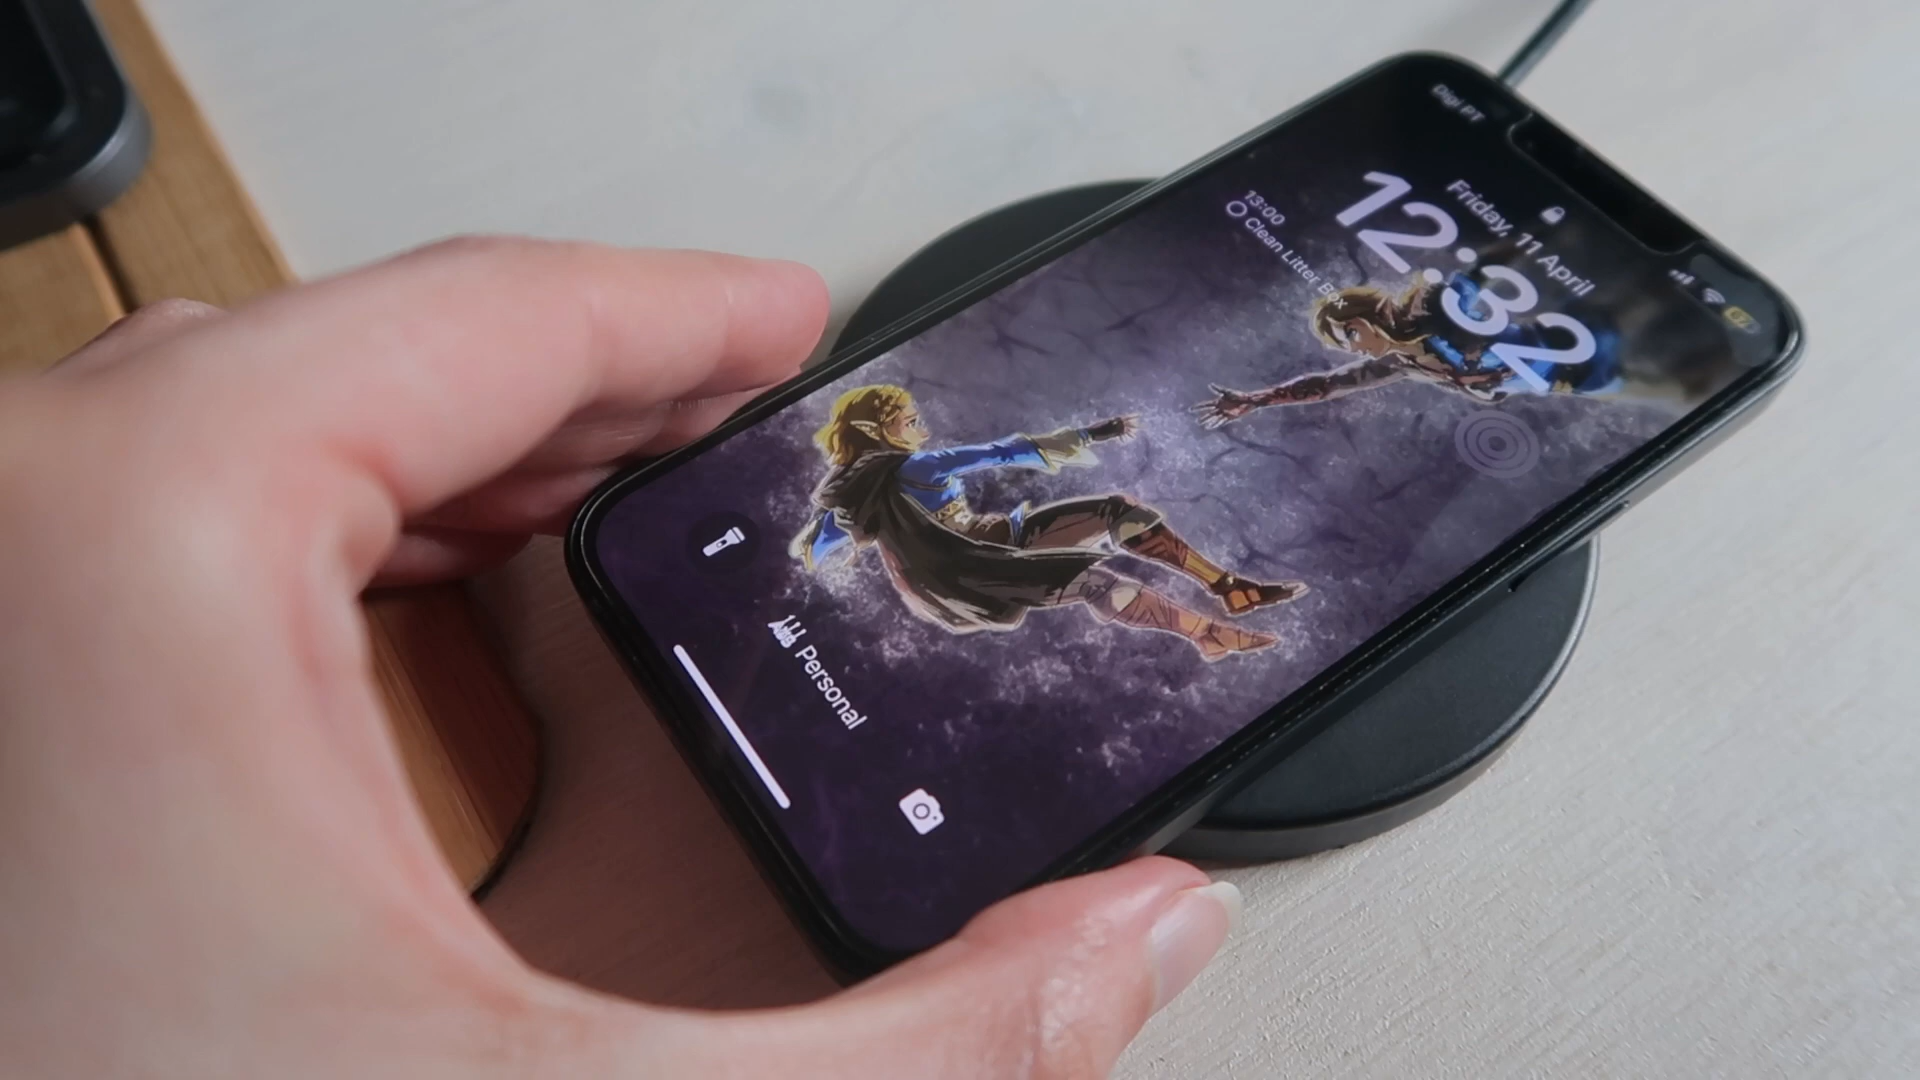 Digi PT
Friday, 11 April
12:32
13:00
Clean Litter Box
Personal